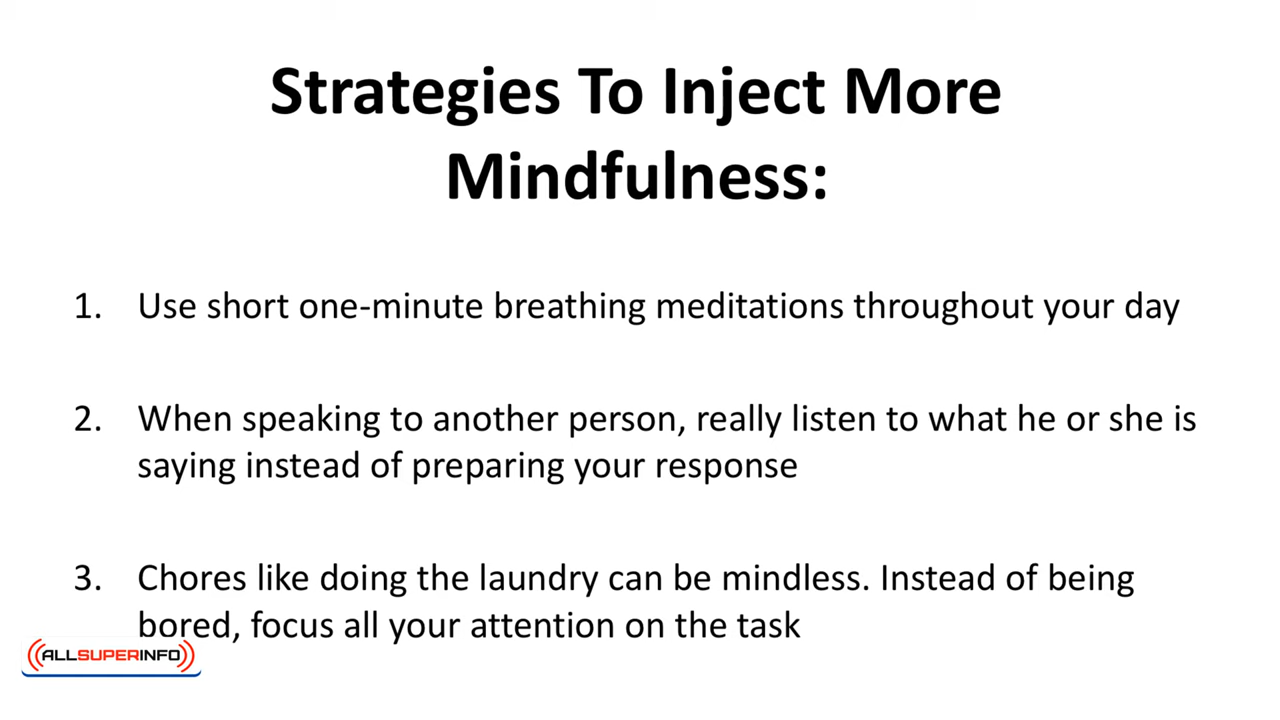 Strategies To Inject More
Mindfulness:
1. Use short one-minute breathing meditations throughout your day
2. When speaking to another person, really listen to what he or she is
saying instead of preparing your response
3. Chores like doing the laundry can be mindless. Instead of being
bored, focus all your attention on the task
ALLSUPERINFO